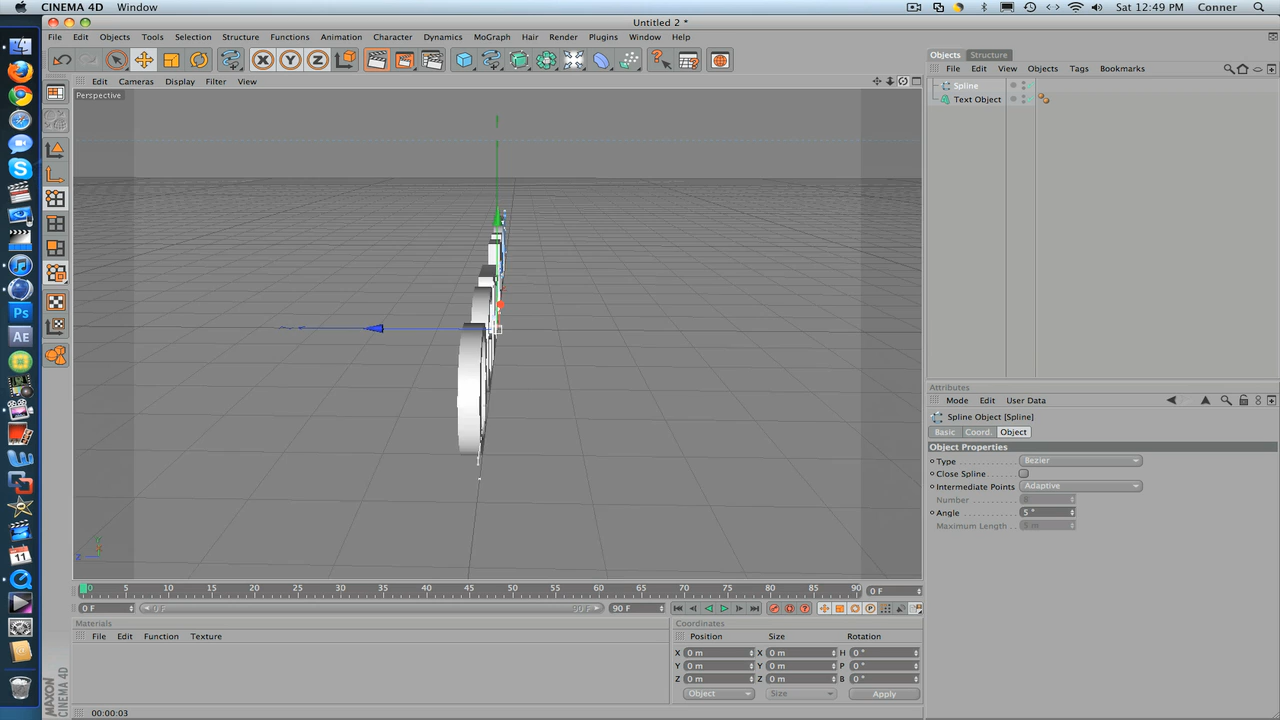 CINEMA 4D Window Sat 12:49 PM Conner
Untitled 2 *
File Edit Objects Tools Selection Structure Functions Animation Character Dynamics MoGraph Hair Render Plugins Window Help
Objects Structure
File Edit View Objects Tags Bookmarks
Edit Cameras Display Filter View
Perspective
Spline
Text Object
Attributes
Mode Edit User Data
Spline Object [Spline]
Basic Coord. Object
Object Properties
Type Bezier
Close Spline
Intermediate Points Adaptive
Number 8
Angle 5 °
Maximum Length 5 m
X Y Z
Ps
Ae
11
Z Y X
0 5 10 15 20 25 30 35 40 45 50 55 60 65 70 75 80 85 90 0 F
0 F 0 F 90 F 90 F
Materials
File Edit Function Texture
Coordinates
Position Size Rotation
X 0 m X 0 m H 0 °
Y 0 m Y 0 m P 0 °
Z 0 m Z 0 m B 0 °
Object Size Apply
MAXON CINEMA 4D
00:00:03